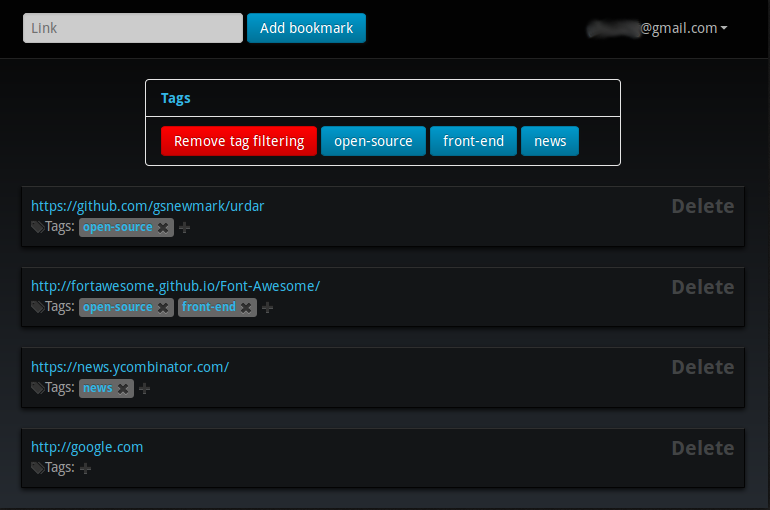 Link Add bookmark @gmail.com
Tags
Remove tag filtering open-source front-end news
https://github.com/gsnewmark/urdar Delete
Tags: open-source
http://fortawesome.github.io/Font-Awesome/ Delete
Tags: open-source front-end
https://news.ycombinator.com/ Delete
Tags: news
http://google.com Delete
Tags: